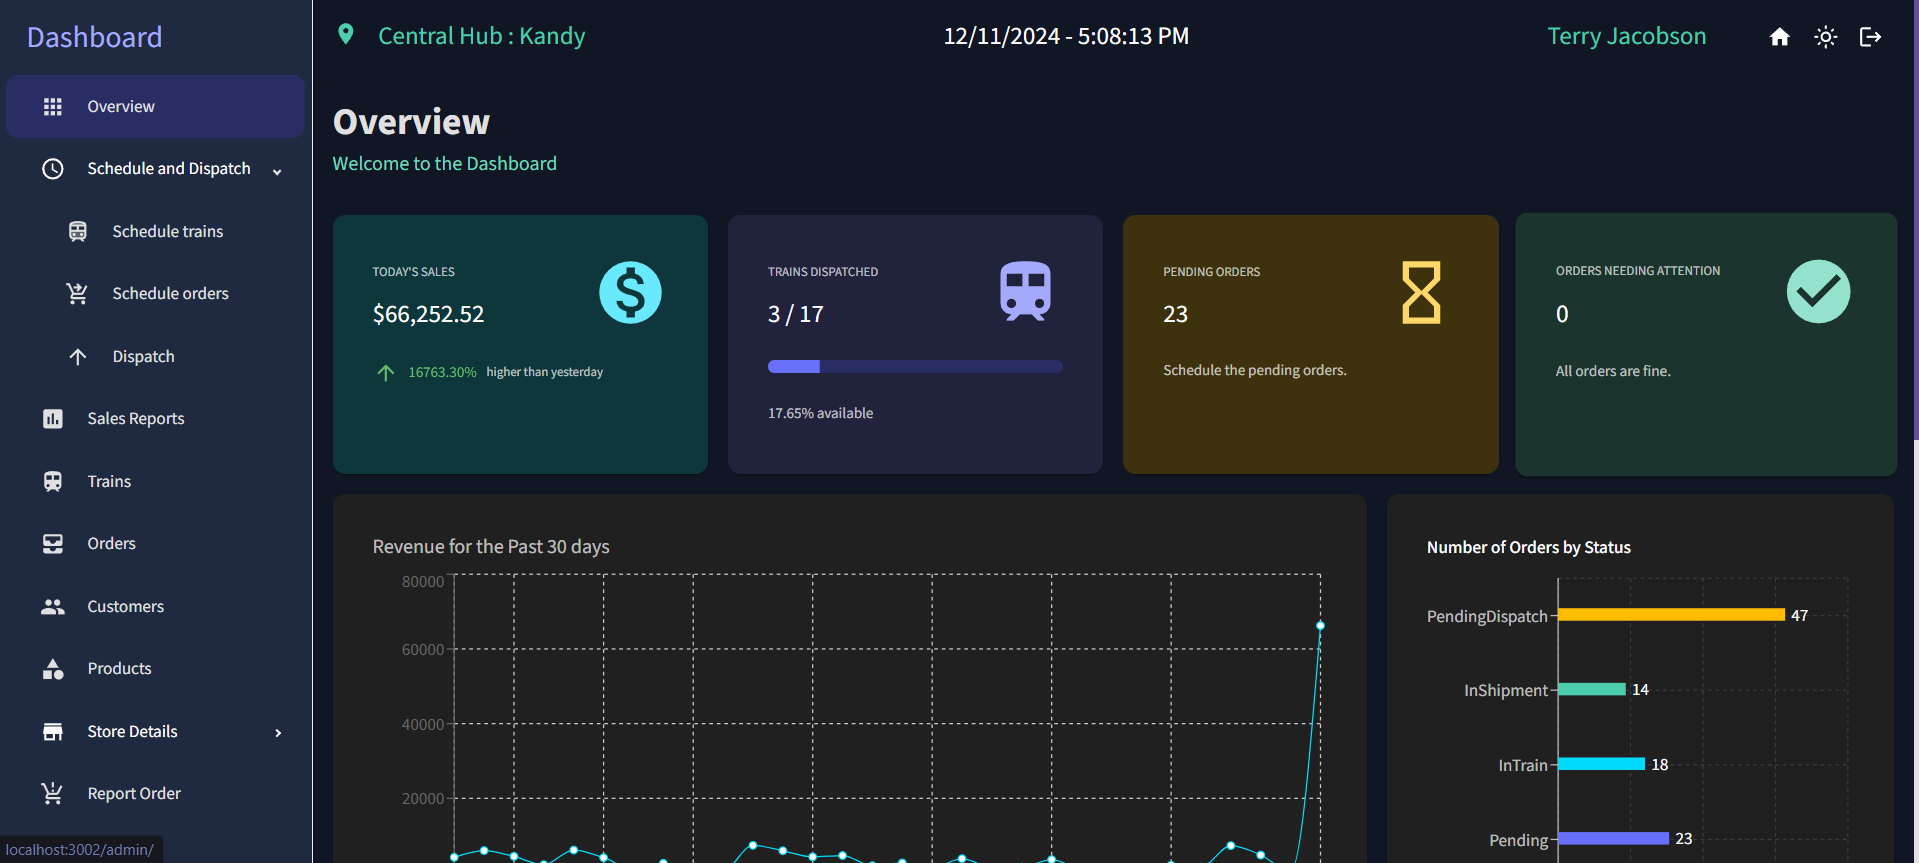 Dashboard
Overview
Schedule and Dispatch
Schedule trains
Schedule orders
Dispatch
Sales Reports
Trains
Orders
Customers
Products
Store Details
Report Order
localhost:3002/admin/
Central Hub : Kandy
12/11/2024 - 5:08:13 PM
Terry Jacobson
Overview
Welcome to the Dashboard
TODAY'S SALES
$66,252.52
16763.30% higher than yesterday
TRAINS DISPATCHED
3 / 17
17.65% available
PENDING ORDERS
23
Schedule the pending orders.
ORDERS NEEDING ATTENTION
0
All orders are fine.
Revenue for the Past 30 days
80000
60000
40000
20000
Number of Orders by Status
PendingDispatch 47
InShipment 14
InTrain 18
Pending 23